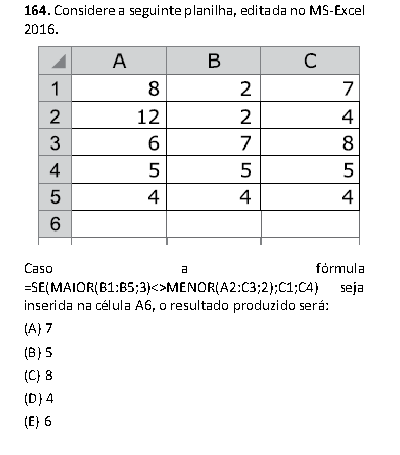 164. Considere a seguinte planilha, editada no MS-Excel
2016.
A B C
1 8 2 7
2 12 2 4
3 6 7 8
4 5 5 5
5 4 4 4
6
Caso a fórmula
=SE(MAIOR(B1:B5;3)<>MENOR(A2:C3;2);C1;C4) seja
inserida na célula A6, o resultado produzido será:
(A) 7
(B) 5
(C) 8
(D) 4
(E) 6